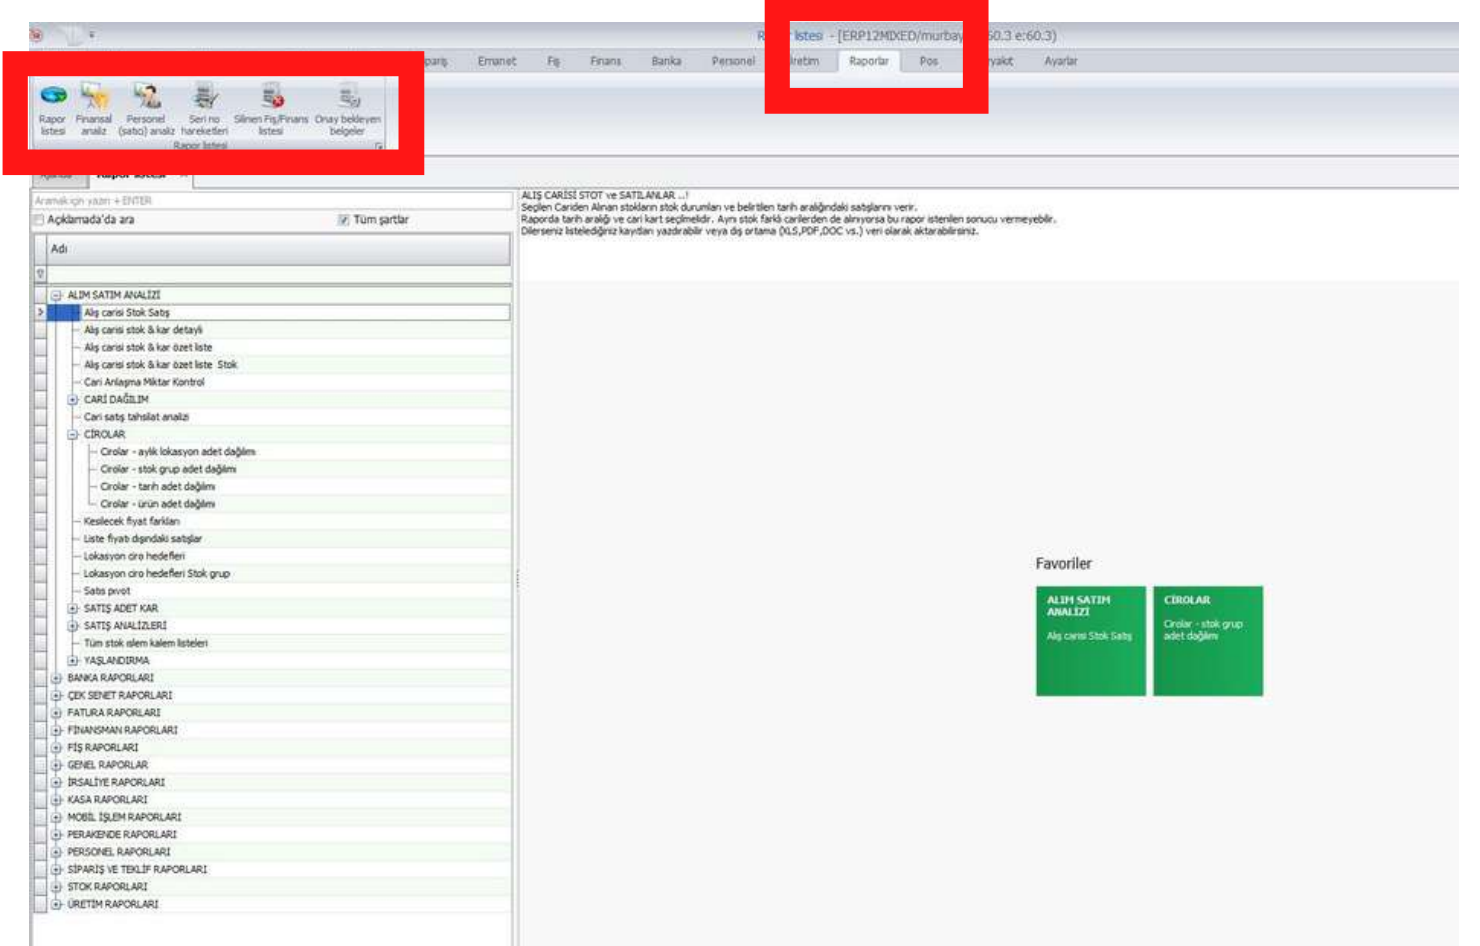 listesi - [ERP12MIXED/murbay
60.3 e:60.3)
Emanet Fiş Finans Banka Personel Üretim Raporlar Pos Ayarlar
Rapor listesi
Finansal analiz
Personel (satıcı) analiz
Seri no hareketleri
Silinen Fiş/Finans listesi
Onay bekleyen belgeler
Rapor listesi
Rapor listesi
Aramak için yazın + ENTER
Açıklamada'da ara
Tüm şartlar
Adı
ALIŞ CARİSİ STOT ve SATILANLAR ...!
Seçilen Cariden Alınan stokların stok durumları ve belirtilen tarih aralığındaki satışlarını verir.
Raporda tarih aralığı ve cari kart seçilmelidir. Aynı stok farklı carilerden de alınıyorsa bu rapor istenilen sonucu vermeyebilir.
Dilerseniz listelediğiniz kayıtları yazdırabilir veya dış ortama (XLS,PDF,DOC vs.) veri olarak aktarabilirsiniz.
ALIM SATIM ANALİZİ
Alış carisi Stok Satış
Alış carisi stok & kar detaylı
Alış carisi stok & kar özet liste
Alış carisi stok & kar özet liste Stok
Cari Anlaşma Miktar Kontrol
CARİ DAĞILIM
Cari satış tahsilat analizi
CİROLAR
Cirolar - aylık lokasyon adet dağılımı
Cirolar - stok grup adet dağılımı
Cirolar - tarih adet dağılımı
Cirolar - ürün adet dağılımı
Kesilecek fiyat farkları
Liste fiyatı dışındaki satışlar
Lokasyon ciro hedefleri
Lokasyon ciro hedefleri Stok grup
Satıs pivot
SATIŞ ADET KAR
SATIŞ ANALİZLERİ
Tüm stok islem kalem listeleri
YAŞLANDIRMA
BANKA RAPORLARI
ÇEK SENET RAPORLARI
FATURA RAPORLARI
FİNANSMAN RAPORLARI
FİŞ RAPORLARI
GENEL RAPORLAR
İRSALİYE RAPORLARI
KASA RAPORLARI
MOBİL İŞLEM RAPORLARI
PERAKENDE RAPORLARI
PERSONEL RAPORLARI
SİPARİŞ VE TEKLİF RAPORLARI
STOK RAPORLARI
ÜRETİM RAPORLARI
Favoriler
ALIM SATIM
ANALİZİ
Alış carisi Stok Satış
CİROLAR
Cirolar - stok grup
adet dağılımı